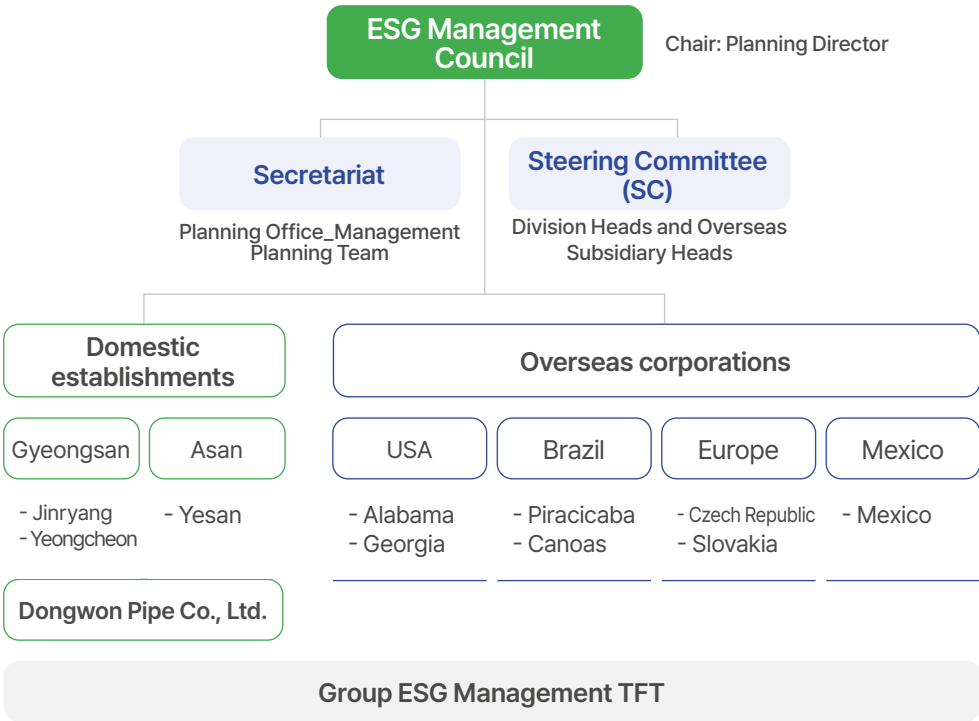 ESG Management
Council
Chair: Planning Director
Secretariat
Planning Office_Management
Planning Team
Steering Committee
(SC)
Division Heads and Overseas
Subsidiary Heads
Domestic
establishments
Overseas corporations
Gyeongsan
Asan
USA
Brazil
Europe
Mexico
- Jinryang
- Yeongcheon
- Yesan
- Alabama
- Georgia
- Piracicaba
- Canoas
- Czech Republic
- Slovakia
- Mexico
Dongwon Pipe Co., Ltd.
Group ESG Management TFT